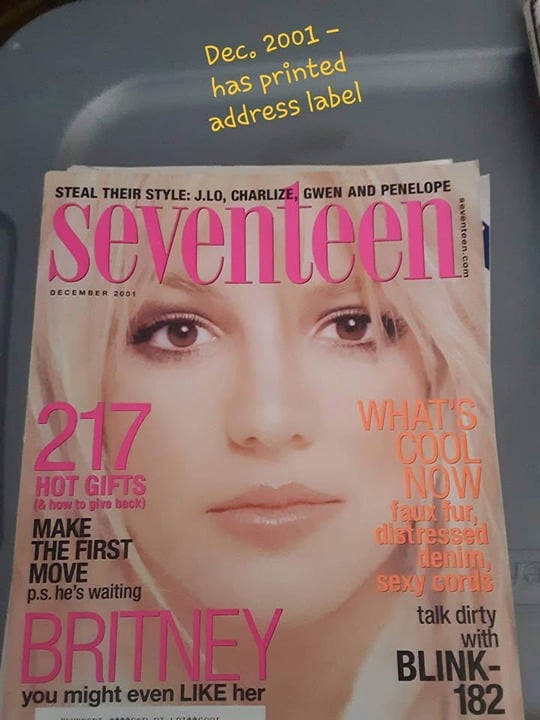 Dec. 2001 -
has printed
address label
STEAL THEIR STYLE: J.LO, CHARLIZE, GWEN AND PENELOPE
seventeen
seventeen.com
DECEMBER 2001
217
HOT GIFTS
(& how to give back)
MAKE
THE FIRST
MOVE
p.s. he's waiting
BRITNEY
you might even LIKE her
WHAT'S
COOL
NOW
faux fur,
distressed
denim,
sexy cords
talk dirty
with
BLINK-
182